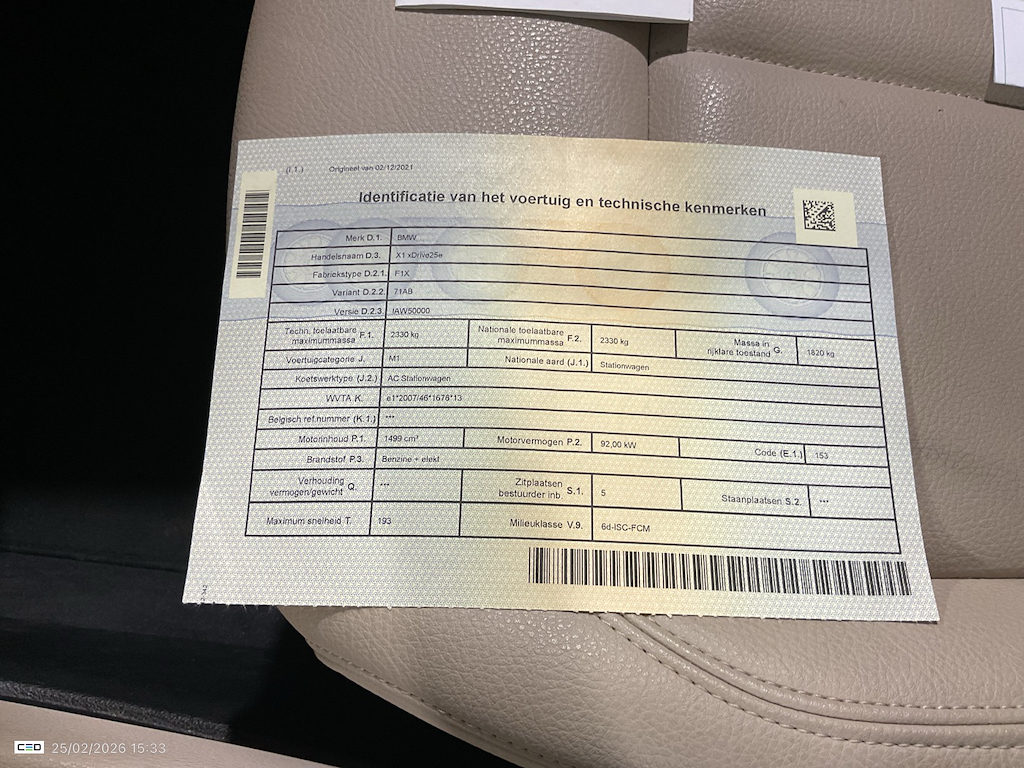 (I.1.) Origineel van 02/12/2021
Identificatie van het voertuig en technische kenmerken
Merk D.1. BMW
Handelsnaam D.3. X1 xDrive25e
Fabriekstype D.2.1. F1X
Variant D.2.2. 71AB
Versie D.2.3. IAW50000
Techn. toelaatbare maximummassa F.1. 2330 kg Nationale toelaatbare maximummassa F.2. 2330 kg Massa in rijklare toestand G. 1820 kg
Voertuigcategorie J. M1 Nationale aard (J.1.) Stationwagen
Koetswerktype (J.2.) AC Stationwagen
WVTA K. e1*2007/46*1676*13
Belgisch ref.nummer (K.1.) ***
Motorinhoud P.1. 1499 cm³ Motorvermogen P.2. 92,00 kW Code (E.1.) 153
Brandstof P.3. Benzine + elekt
Verhouding vermogen/gewicht Q. *** Zitplaatsen bestuurder inb. S.1. 5 Staanplaatsen S.2. ***
Maximum snelheid T. 193 Milieuklasse V.9. 6d-ISC-FCM
CEO 25/02/2026 15:33